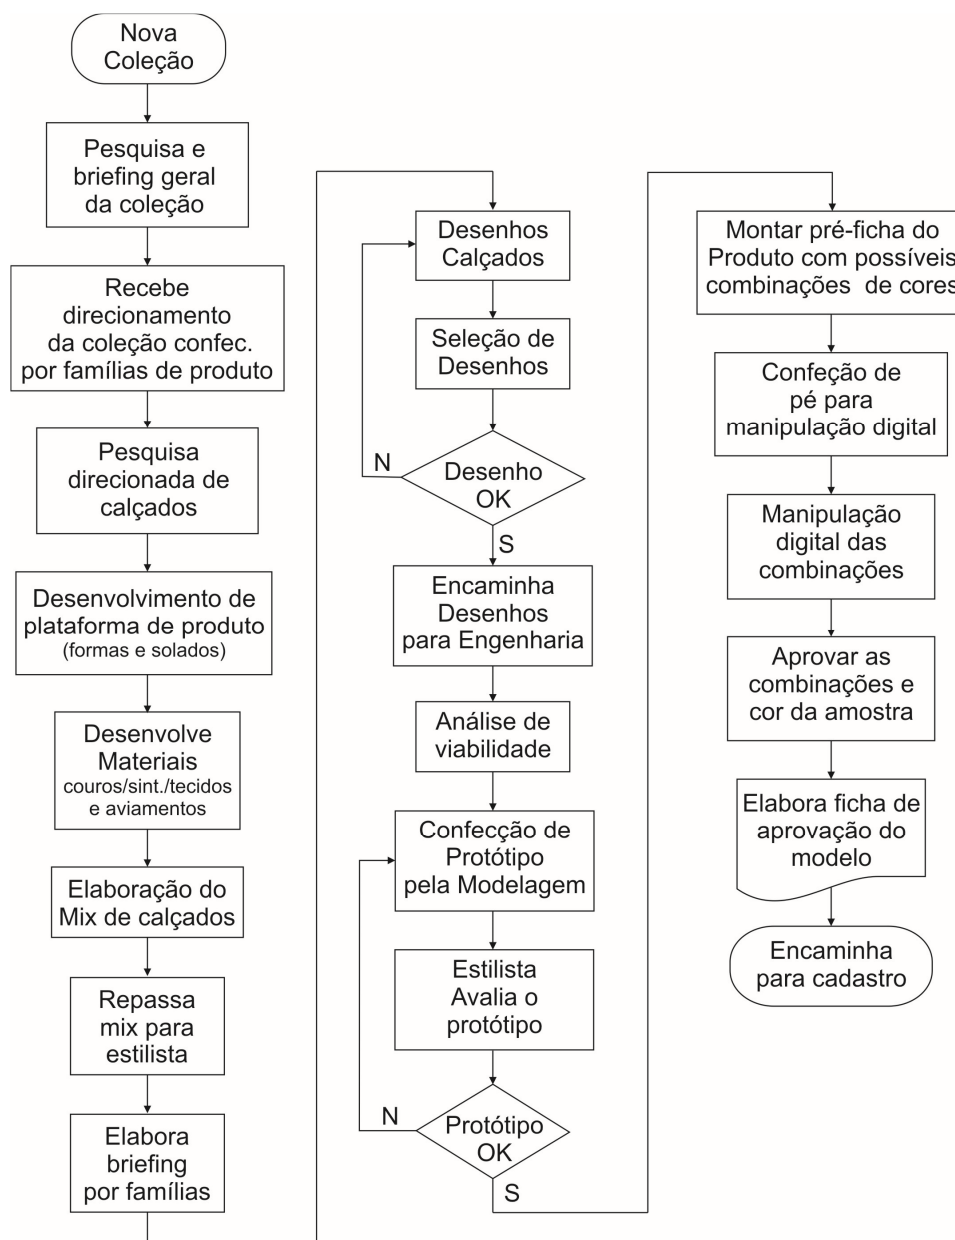 Nova
Coleção
Pesquisa e
briefing geral
da coleção
Recebe
direcionamento
da coleção confec.
por famílias de produto
Pesquisa
direcionada de
calçados
Desenvolvimento de
plataforma de produto
(formas e solados)
Desenvolve
Materiais
couros/sint./tecidos
e aviamentos
Elaboração do
Mix de calçados
Repassa
mix para
estilista
Elabora
briefing
por famílias
Desenhos
Calçados
Seleção de
Desenhos
N
Desenho
OK
S
Encaminha
Desenhos
para Engenharia
Análise de
viabilidade
Confecção de
Protótipo
pela Modelagem
Estilista
Avalia o
protótipo
N
Protótipo
OK
S
Montar pré-ficha do
Produto com possíveis
combinações de cores
Confeção de
pé para
manipulação digital
Manipulação
digital das
combinações
Aprovar as
combinações e
cor da amostra
Elabora ficha de
aprovação do
modelo
Encaminha
para cadastro